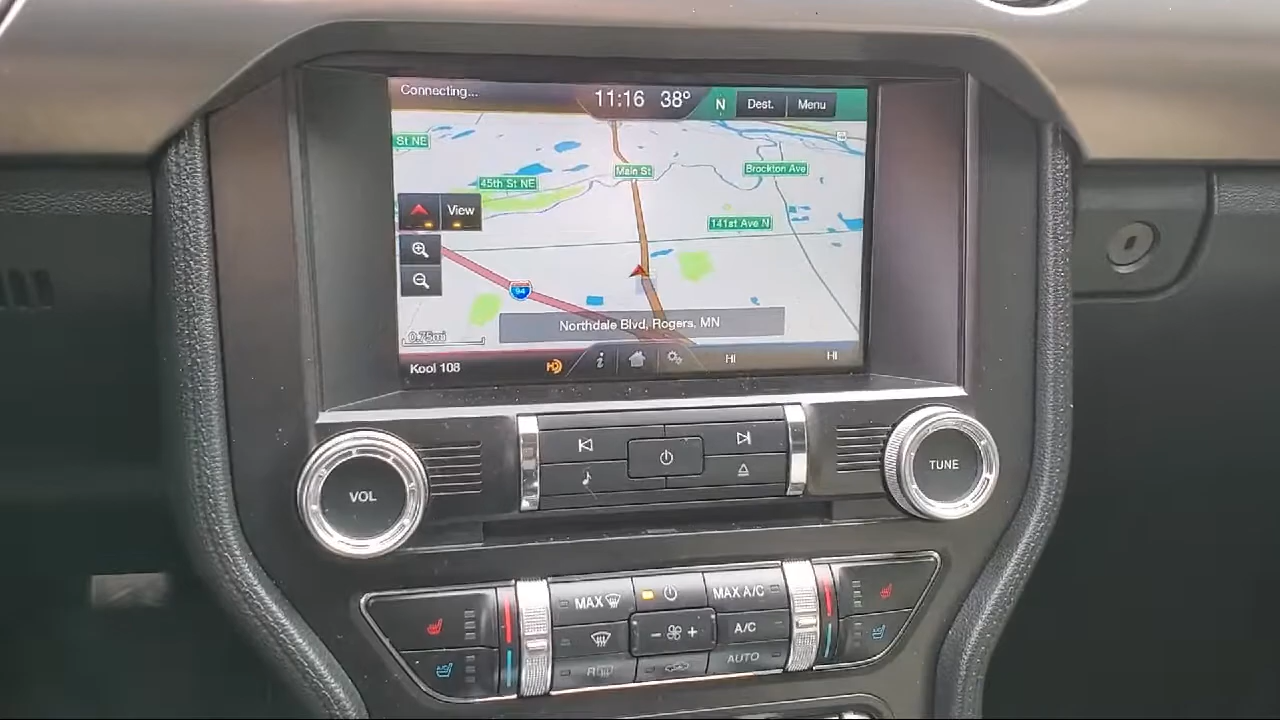 Connecting...
11:16 38°
N
Dest. Menu
St NE
Main St
Brockton Ave
45th St NE
View
141st Ave N
94
Northdale Blvd, Rogers, MN
0.75mi
Kool 108
HD
i
HI
HI
VOL
TUNE
MAX
MAX A/C
- +
A/C
R
AUTO
A/C
A/C